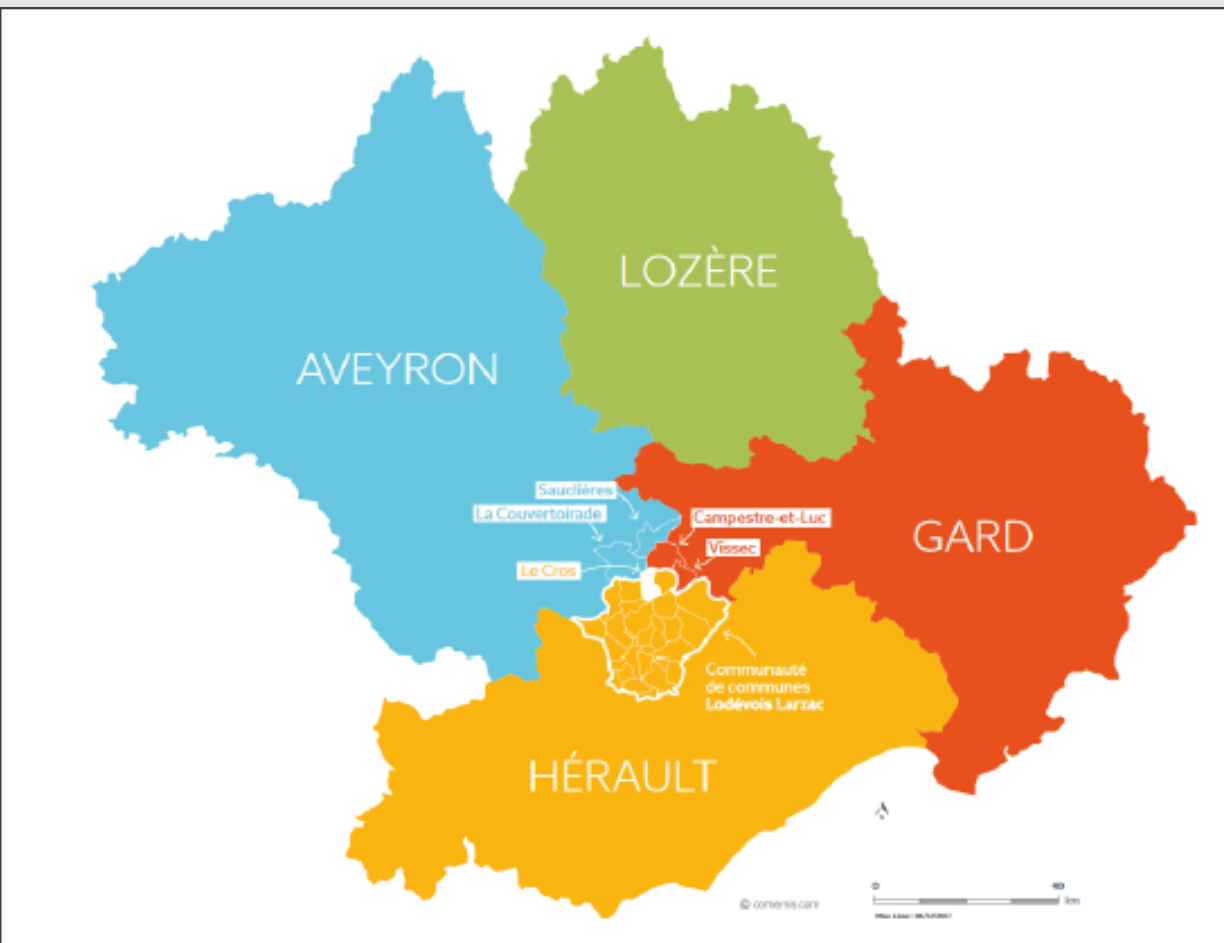 LOZÈRE
AVEYRON
Sauclières
La Couvertoirade
Campestre-et-Luc
GARD
Vissec
Le Cros
Communauté
de communes
Lodévois Larzac
HÉRAULT
0
40
km
© comersis.com